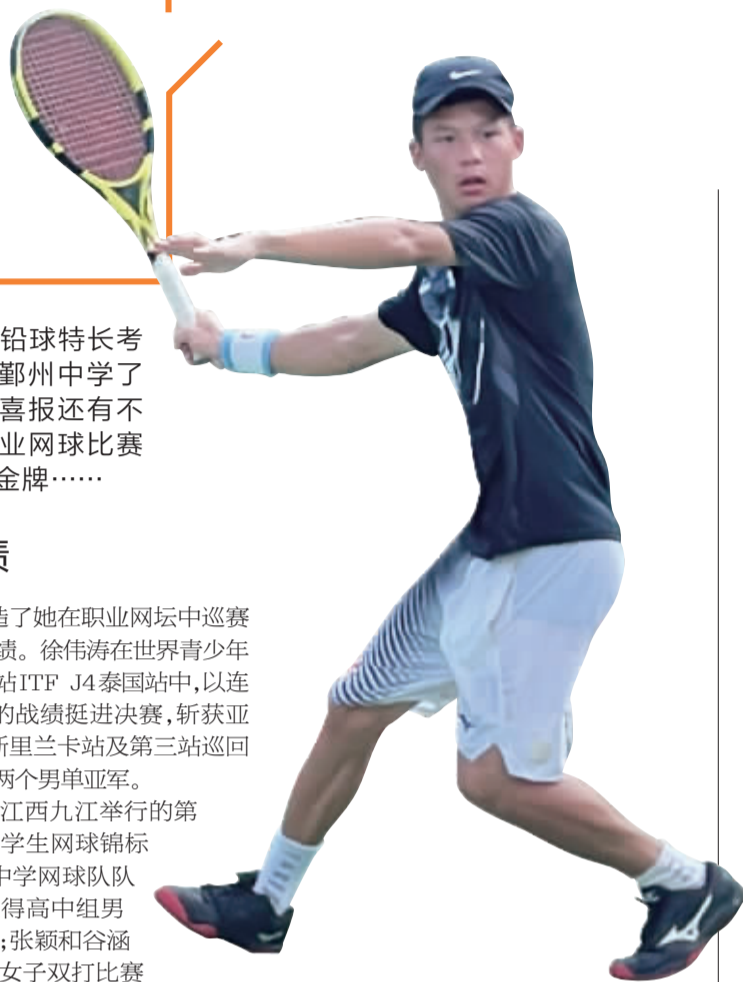 铅球特长考
鄞州中学了
喜报还有不
业网球比赛
金牌……
绩
造了她在职业网坛中巡赛
绩。徐伟涛在世界青少年
站ITF J4泰国站中,以连
的战绩挺进决赛,斩获亚
斯里兰卡站及第三站巡回
两个男单亚军。
江西九江举行的第
学生网球锦标
中学网球队队
得高中组男
;张颖和谷涵
女子双打比赛